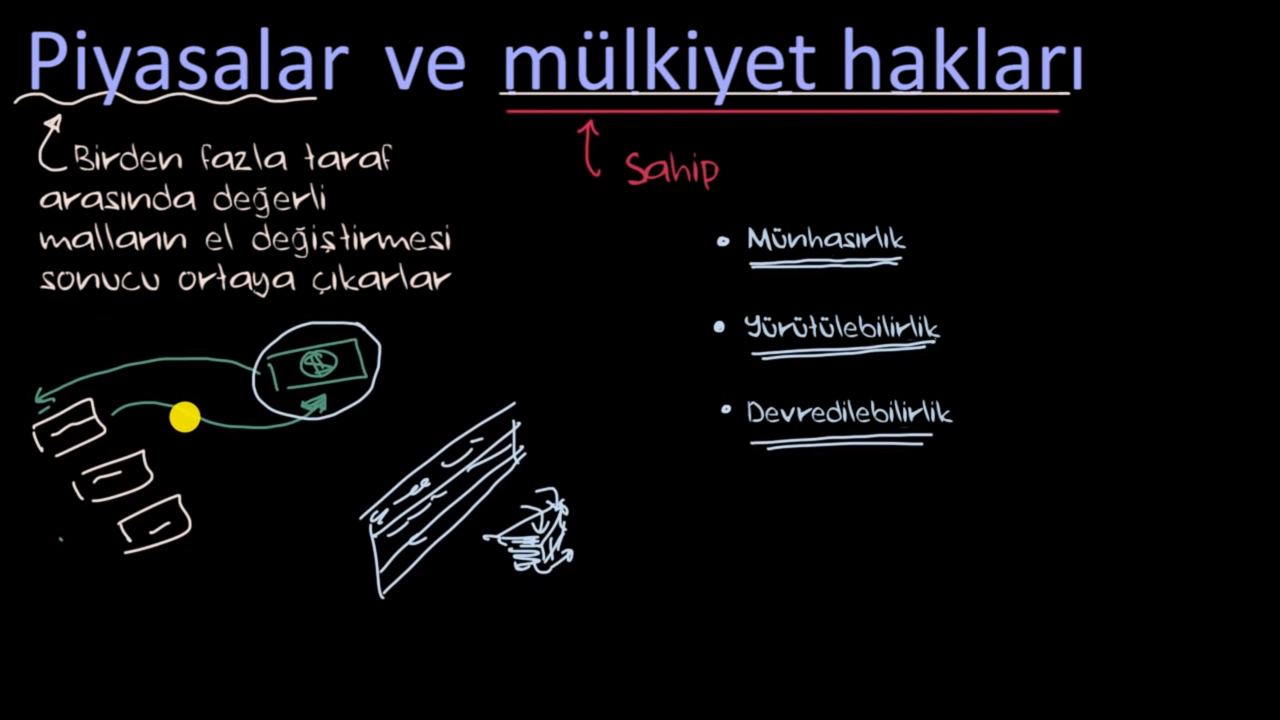 Piyasalar ve mülkiyet hakları
Birden fazla taraf
arasında değerli
malların el değiştirmesi
sonucu ortaya çıkarlar
Sahip
• Münhasırlık
• Yürütülebilirlik
• Devredilebilirlik
$